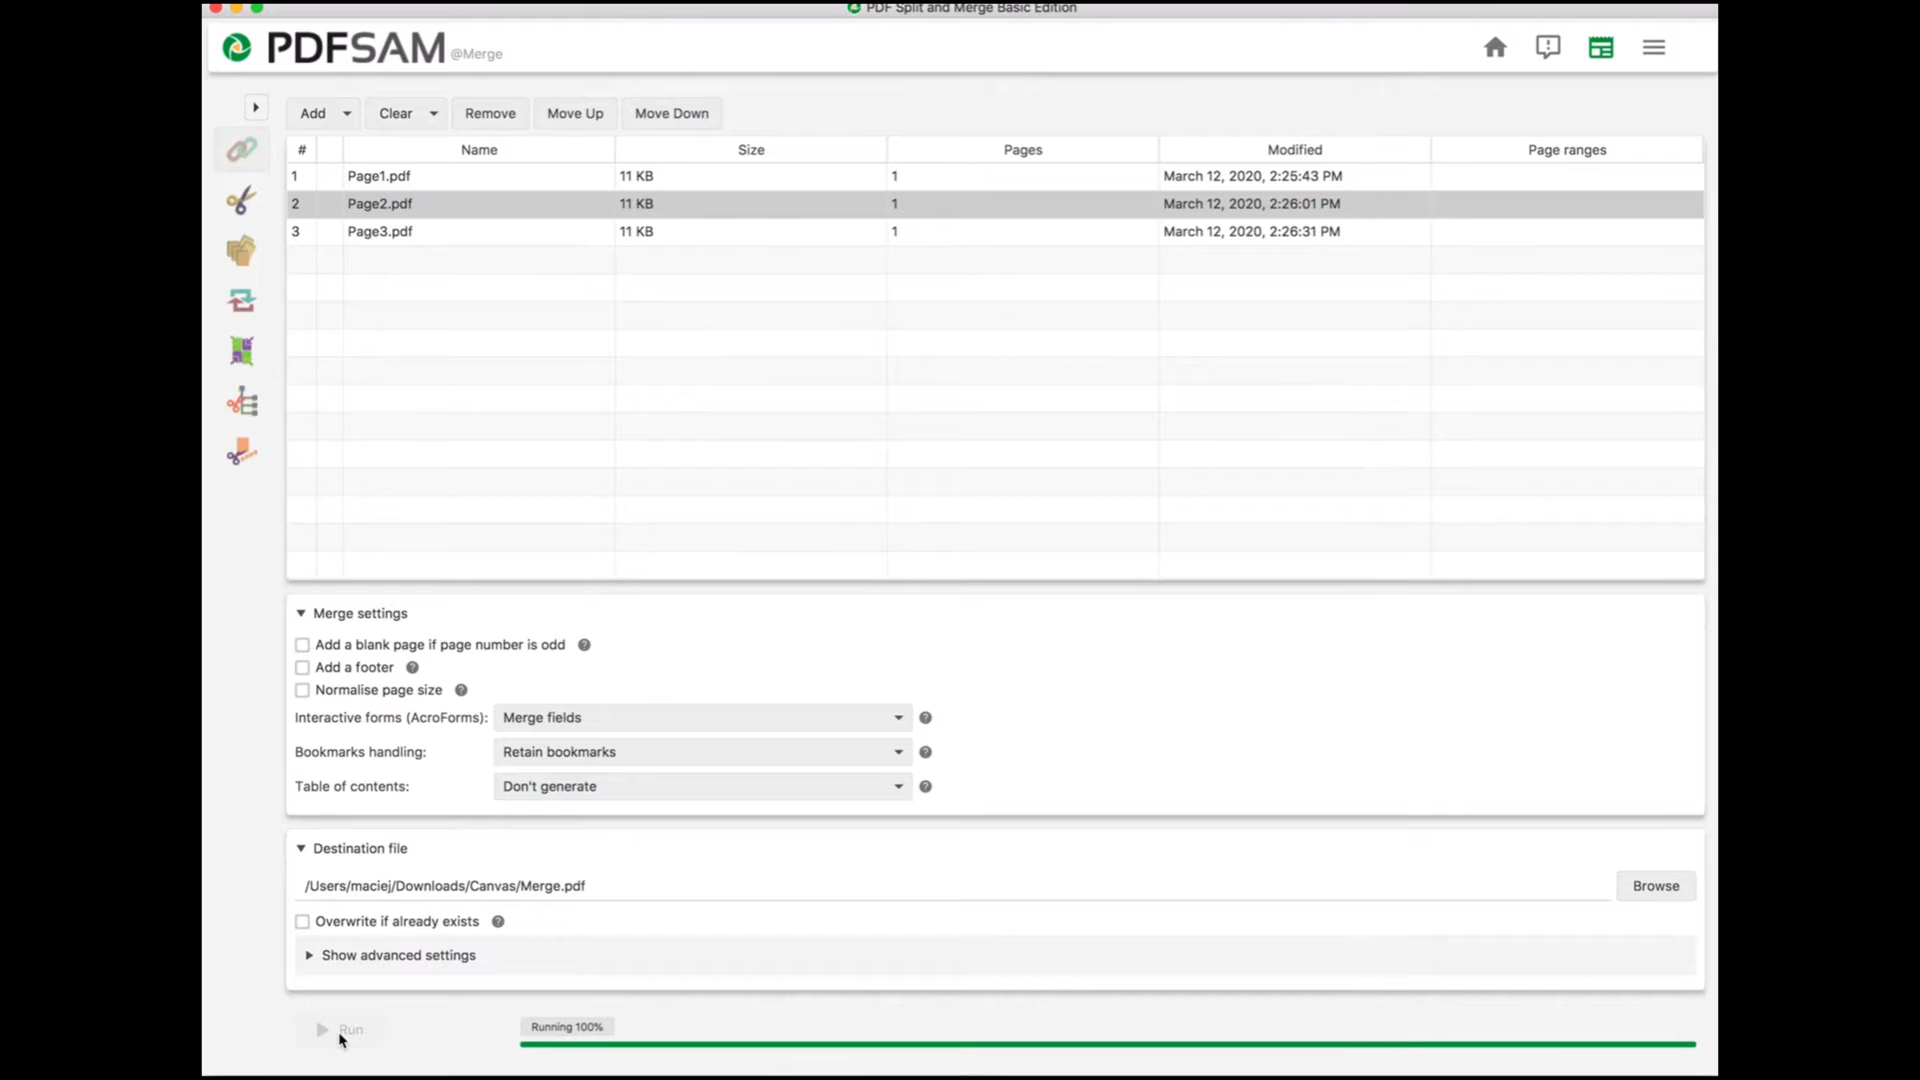 PDF Split and Merge Basic Edition
PDFSAM @Merge
Add Clear Remove Move Up Move Down
# Name Size Pages Modified Page ranges
1 Page1.pdf 11 KB 1 March 12, 2020, 2:25:43 PM
2 Page2.pdf 11 KB 1 March 12, 2020, 2:26:01 PM
3 Page3.pdf 11 KB 1 March 12, 2020, 2:26:31 PM
Merge settings
Add a blank page if page number is odd
Add a footer
Normalise page size
Interactive forms (AcroForms): Merge fields
Bookmarks handling: Retain bookmarks
Table of contents: Don't generate
Destination file
/Users/maciej/Downloads/Canvas/Merge.pdf Browse
Overwrite if already exists
Show advanced settings
Run Running 100%